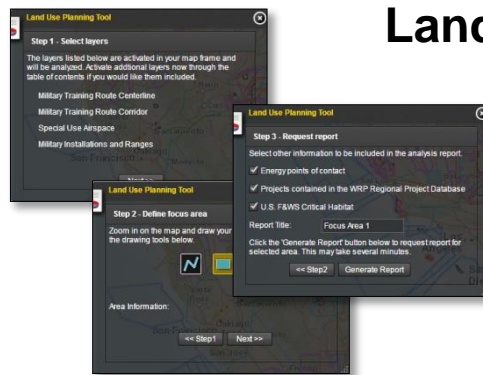 Land
Land Use Planning Tool
Step 1 - Select layers
The layers listed below are activated in your map frame and
will be analyzed. Activate addtional layers now through the
table of contents if you would like them included.
Military Training Route Centerline
Military Training Route Corridor
Special Use Airspace
Military Installations and Ranges
Land Use Planning Tool
Step 2 - Define focus area
Zoom in on the map and draw your
the drawing tools below.
Area Information:
<< Step1 Next >>
Land Use Planning Tool
Step 3 - Request report
Select other information to be included in the analysis report.
Energy points of contact
Projects contained in the WRP Regional Project Database
U.S. F&WS Critical Habitat
Report Title: Focus Area 1
Click the 'Generate Report' button below to request report for
selected area. This may take several minutes.
<< Step2 Generate Report